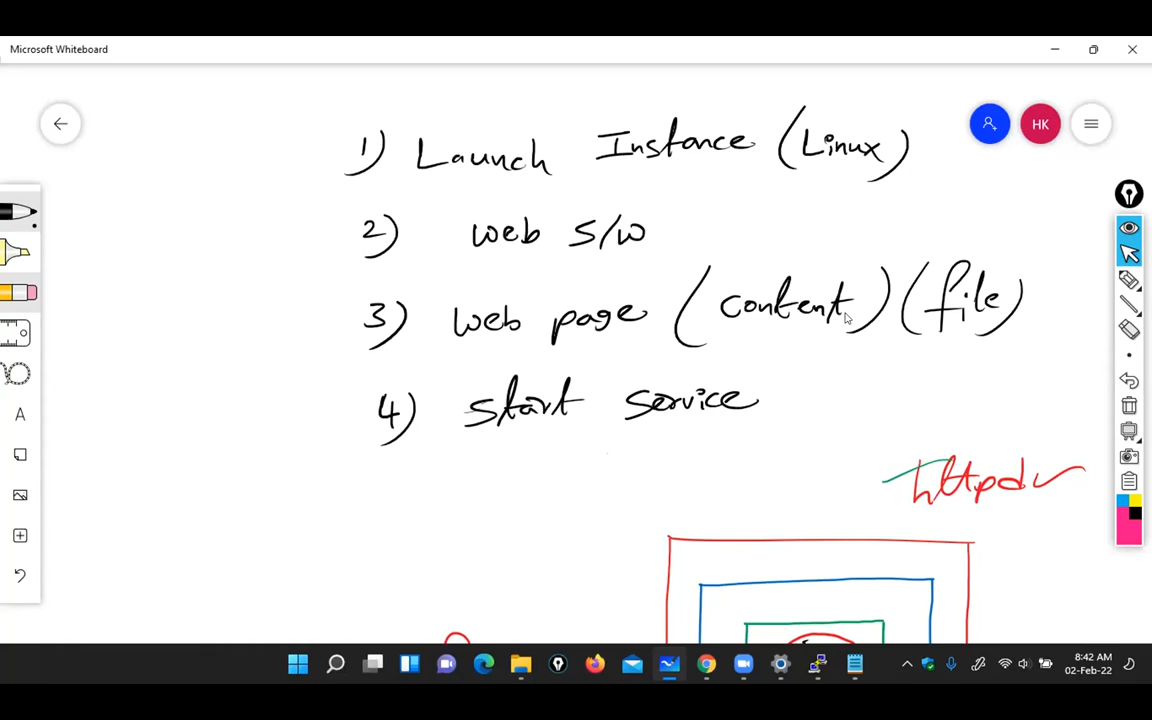 Microsoft Whiteboard
HK
1) Launch Instance (Linux)
2) web s/w
3) web page (content) (file)
4) start service
httpd
A
8:42 AM
02-Feb-22